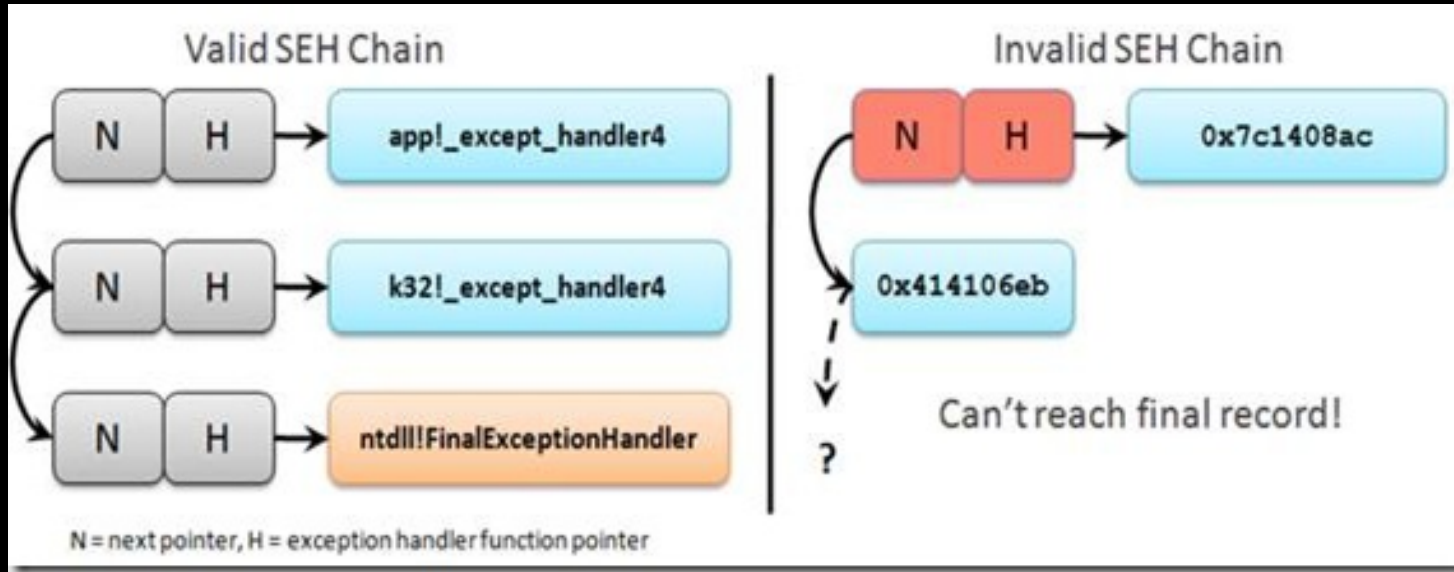 Valid SEH Chain
N H app!_except_handler4
N H k32!_except_handler4
N H ntdll!FinalExceptionHandler
N = next pointer, H = exception handler function pointer
Invalid SEH Chain
N H 0x7c1408ac
0x414106eb
Can't reach final record!
?